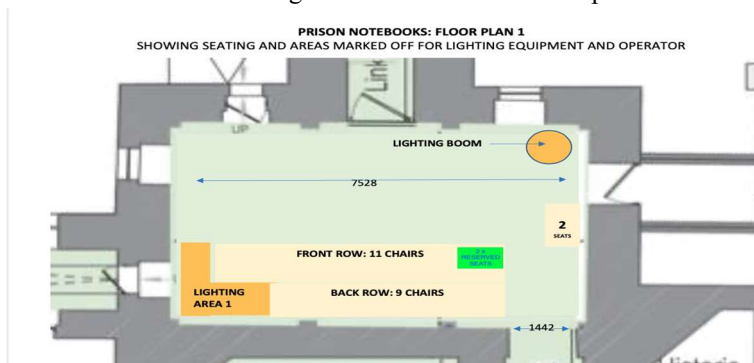 PRISON NOTEBOOKS: FLOOR PLAN 1
SHOWING SEATING AND AREAS MARKED OFF FOR LIGHTING EQUIPMENT AND OPERATOR
Link
UP
LIGHTING BOOM
7528
2
SEATS
FRONT ROW: 11 CHAIRS
2 x
RESERVED
SEATS
LIGHTING
AREA 1
BACK ROW: 9 CHAIRS
1442